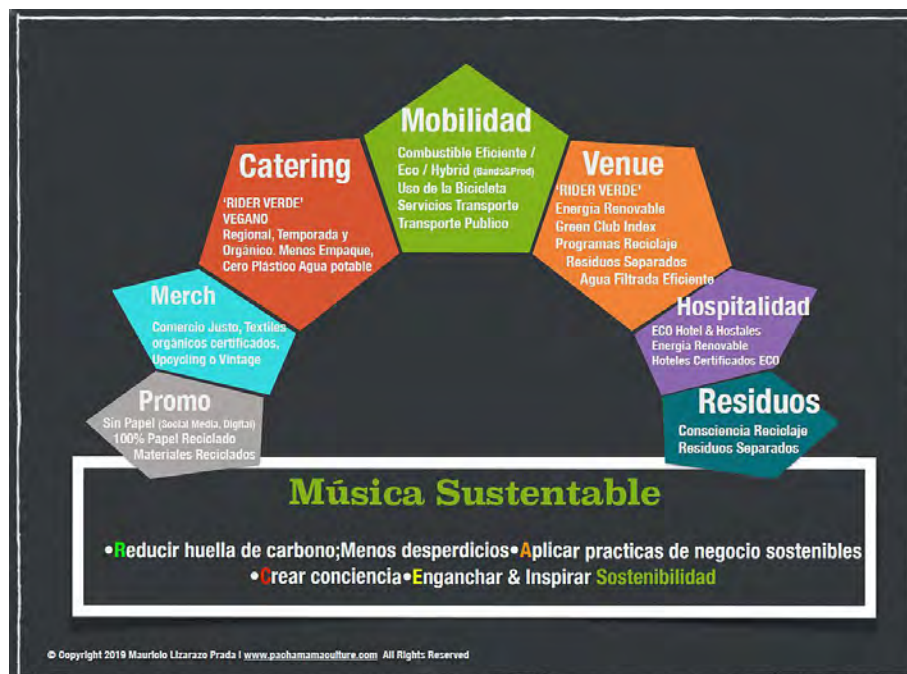 Mobilidad
Combustible Eficiente /
Eco / Hybrid (Bands&Prod)
Uso de la Bicicleta
Servicios Transporte
Transporte Publico
Catering
'RIDER VERDE'
VEGANO
Regional, Temporada y
Orgánico. Menos Empaque,
Cero Plástico Agua potable
Venue
'RIDER VERDE'
Energia Renovable
Green Club Index
Programas Reciclaje
Residuos Separados
Agua Filtrada Eficiente
Merch
Comercio Justo, Textiles
orgánicos certificados,
Upcycling o Vintage
Hospitalidad
ECO Hotel & Hostales
Energia Renovable
Hoteles Certificados ECO
Promo
Sin Papel (Social Media, Digital)
100% Papel Reciclado
Materiales Reciclados
Residuos
Consciencia Reciclaje
Residuos Separados
Música Sustentable
•Reducir huella de carbono;Menos desperdicios•Aplicar practicas de negocio sostenibles
•Crear conciencia•Enganchar & Inspirar Sostenibilidad
© Copyright 2019 Mauricio Lizarazo Prada I www.pachamamaculture.com All Rights Reserved